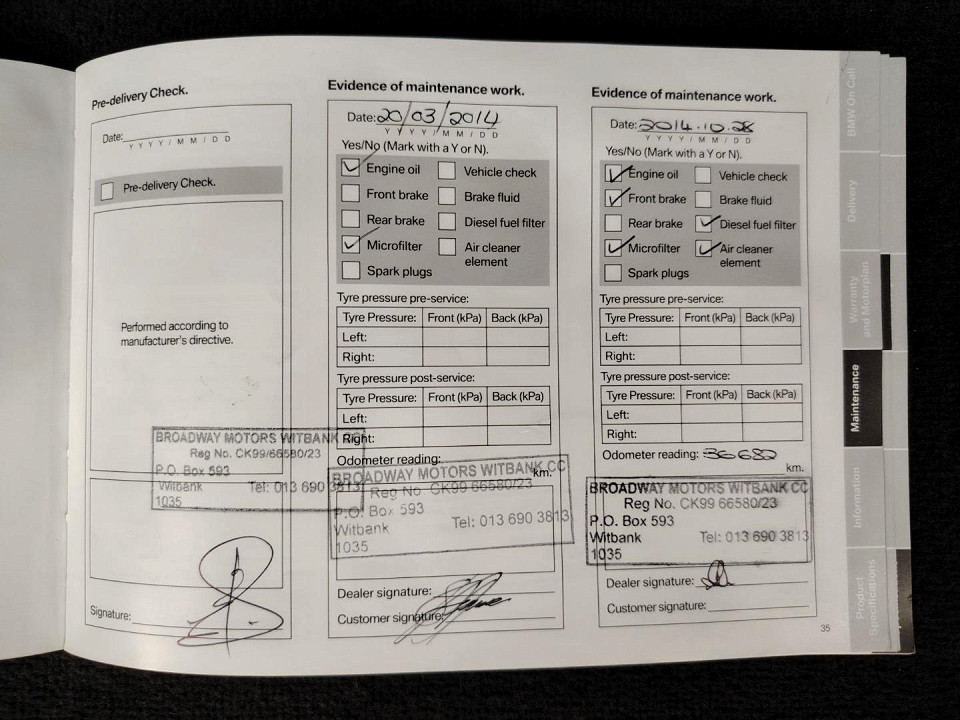 Pre-delivery Check.
Date:
Y Y Y Y / M M / D D
Pre-delivery Check.
Performed according to
manufacturer's directive.
BROADWAY MOTORS WITBANK CC
Reg No. CK99/66580/23
P.O. Box 593
Witbank Tel: 013 690 3813
1035
Signature:
Evidence of maintenance work.
Date: 20/03/2014
Y Y Y Y / M M / D D
Yes/No (Mark with a Y or N).
Engine oil Vehicle check
Front brake Brake fluid
Rear brake Diesel fuel filter
Microfilter Air cleaner
element
Spark plugs
Tyre pressure pre-service:
Tyre Pressure: Front (kPa) Back (kPa)
Left:
Right:
Tyre pressure post-service:
Tyre Pressure: Front (kPa) Back (kPa)
Left:
Right:
Odometer reading:
km.
BROADWAY MOTORS WITBANK CC
Reg No. CK99 66580/23
P.O. Box 593
Witbank Tel: 013 690 3813
1035
Dealer signature:
Customer signature:
Evidence of maintenance work.
Date: 2014.10.28
Y Y Y Y / M M / D D
Yes/No (Mark with a Y or N).
Engine oil Vehicle check
Front brake Brake fluid
Rear brake Diesel fuel filter
Microfilter Air cleaner
element
Spark plugs
Tyre pressure pre-service:
Tyre Pressure: Front (kPa) Back (kPa)
Left:
Right:
Tyre pressure post-service:
Tyre Pressure: Front (kPa) Back (kPa)
Left:
Right:
Odometer reading: 36682
km.
BROADWAY MOTORS WITBANK CC
Reg No. CK99 66580/23
P.O. Box 593
Witbank Tel: 013 690 3813
1035
Dealer signature:
Customer signature:
35
BMW On Call
Delivery
Warranty
and Motorplan
Maintenance
Information
Product
Specifications